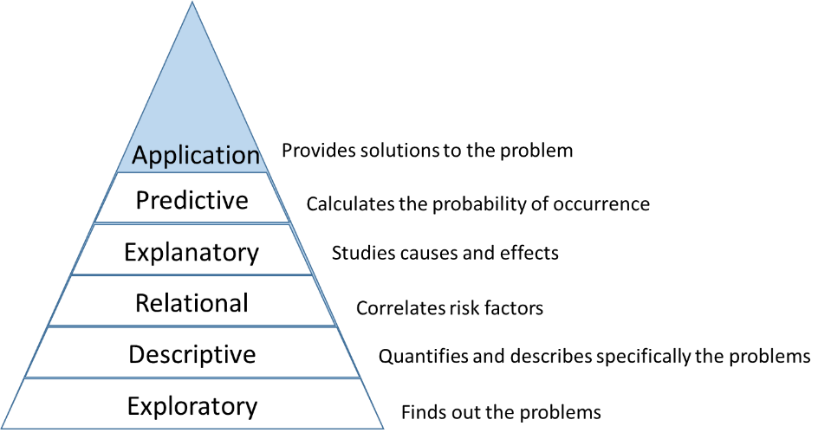 Application
Provides solutions to the problem
Predictive
Calculates the probability of occurrence
Explanatory
Studies causes and effects
Relational
Correlates risk factors
Descriptive
Quantifies and describes specifically the problems
Exploratory
Finds out the problems